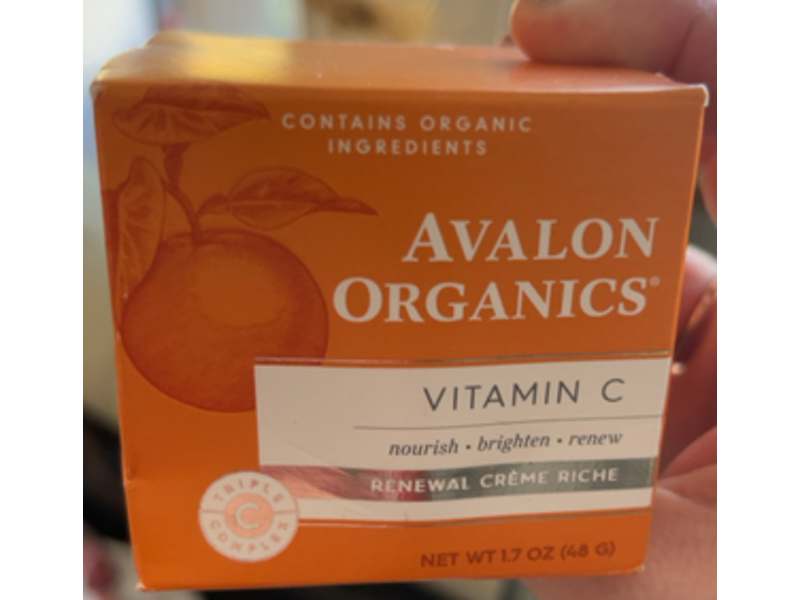 CONTAINS ORGANIC
INGREDIENTS
AVALON
ORGANICS®
VITAMIN C
nourish • brighten • renew
RENEWAL CRÈME RICHE
TRIPLE
C
COMPLEX
NET WT 1.7 OZ (48 G)